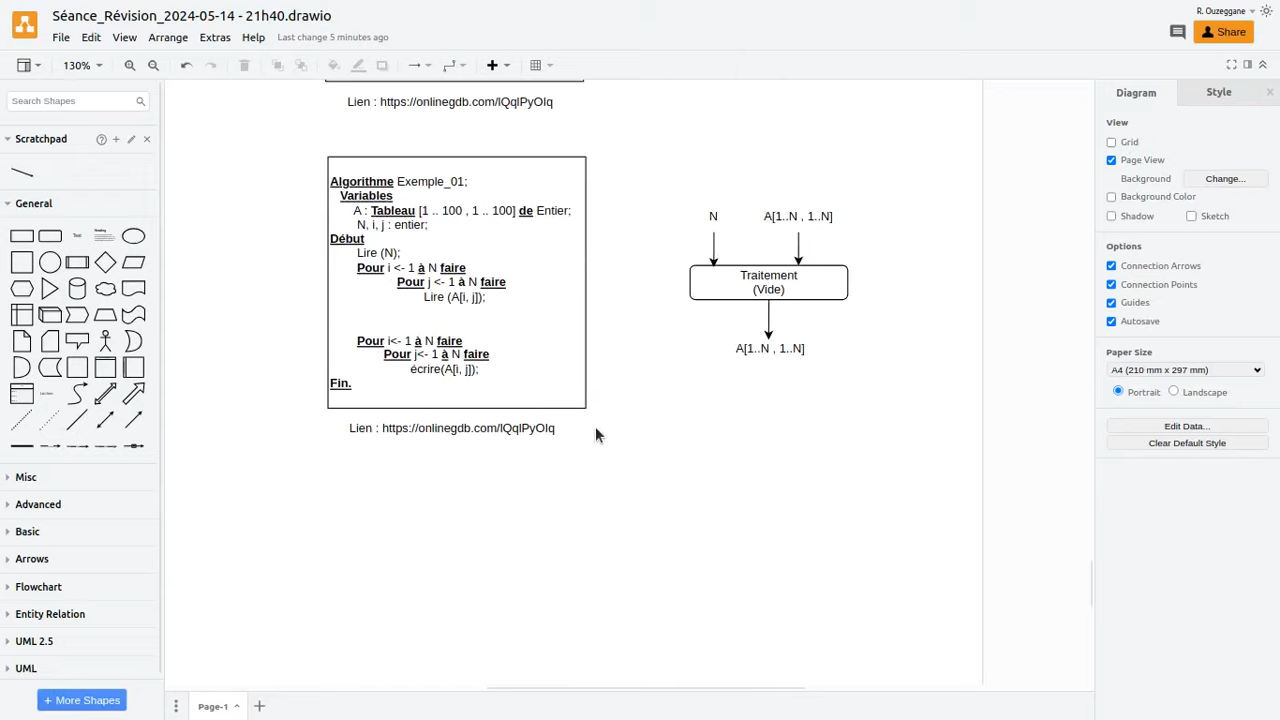 Séance_Révision_2024-05-14 - 21h40.drawio
R. Ouzeggane
File Edit View Arrange Extras Help Last change 5 minutes ago
Share
130%
Search Shapes
Scratchpad
General
Text
Heading
List Item
Misc
Advanced
Basic
Arrows
Flowchart
Entity Relation
UML 2.5
UML
+ More Shapes
Lien : https://onlinegdb.com/lQqlPyOIq
Algorithme Exemple_01;
Variables
A : Tableau [1 .. 100 , 1 .. 100] de Entier;
N, i, j : entier;
Début
Lire (N);
Pour i <- 1 à N faire
Pour j <- 1 à N faire
Lire (A[i, j]);
Pour i<- 1 à N faire
Pour j<- 1 à N faire
écrire(A[i, j]);
Fin.
Lien : https://onlinegdb.com/lQqlPyOIq
N A[1..N , 1..N]
Traitement
(Vide)
A[1..N , 1..N]
Page-1
Diagram Style
View
Grid
Page View
Background Change...
Background Color
Shadow Sketch
Options
Connection Arrows
Connection Points
Guides
Autosave
Paper Size
A4 (210 mm x 297 mm)
Portrait Landscape
Edit Data...
Clear Default Style